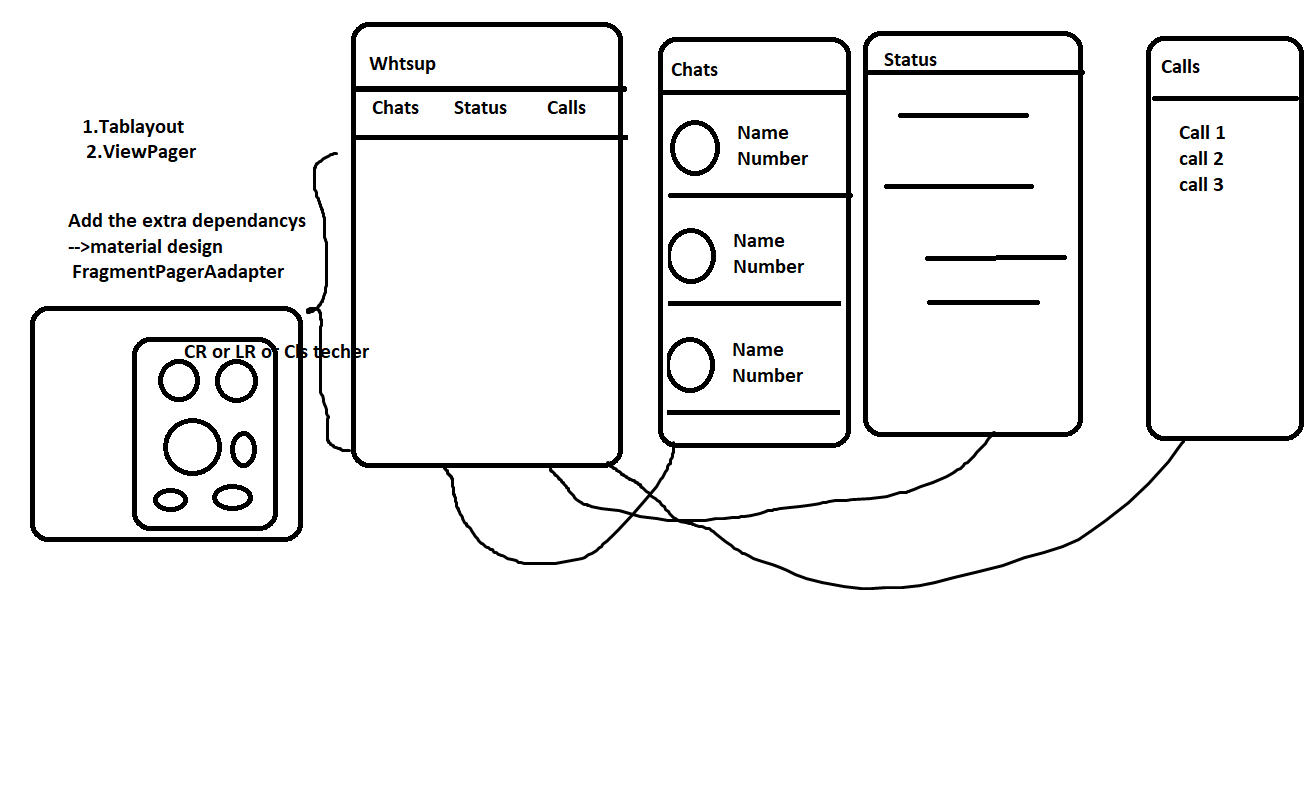 1.Tablayout
2.ViewPager
Add the extra dependancys
-->material design
FragmentPagerAadapter
CR or LR or Cls techer
Whtsup
Chats Status Calls
Chats
Name
Number
Name
Number
Name
Number
Status
Calls
Call 1
call 2
call 3